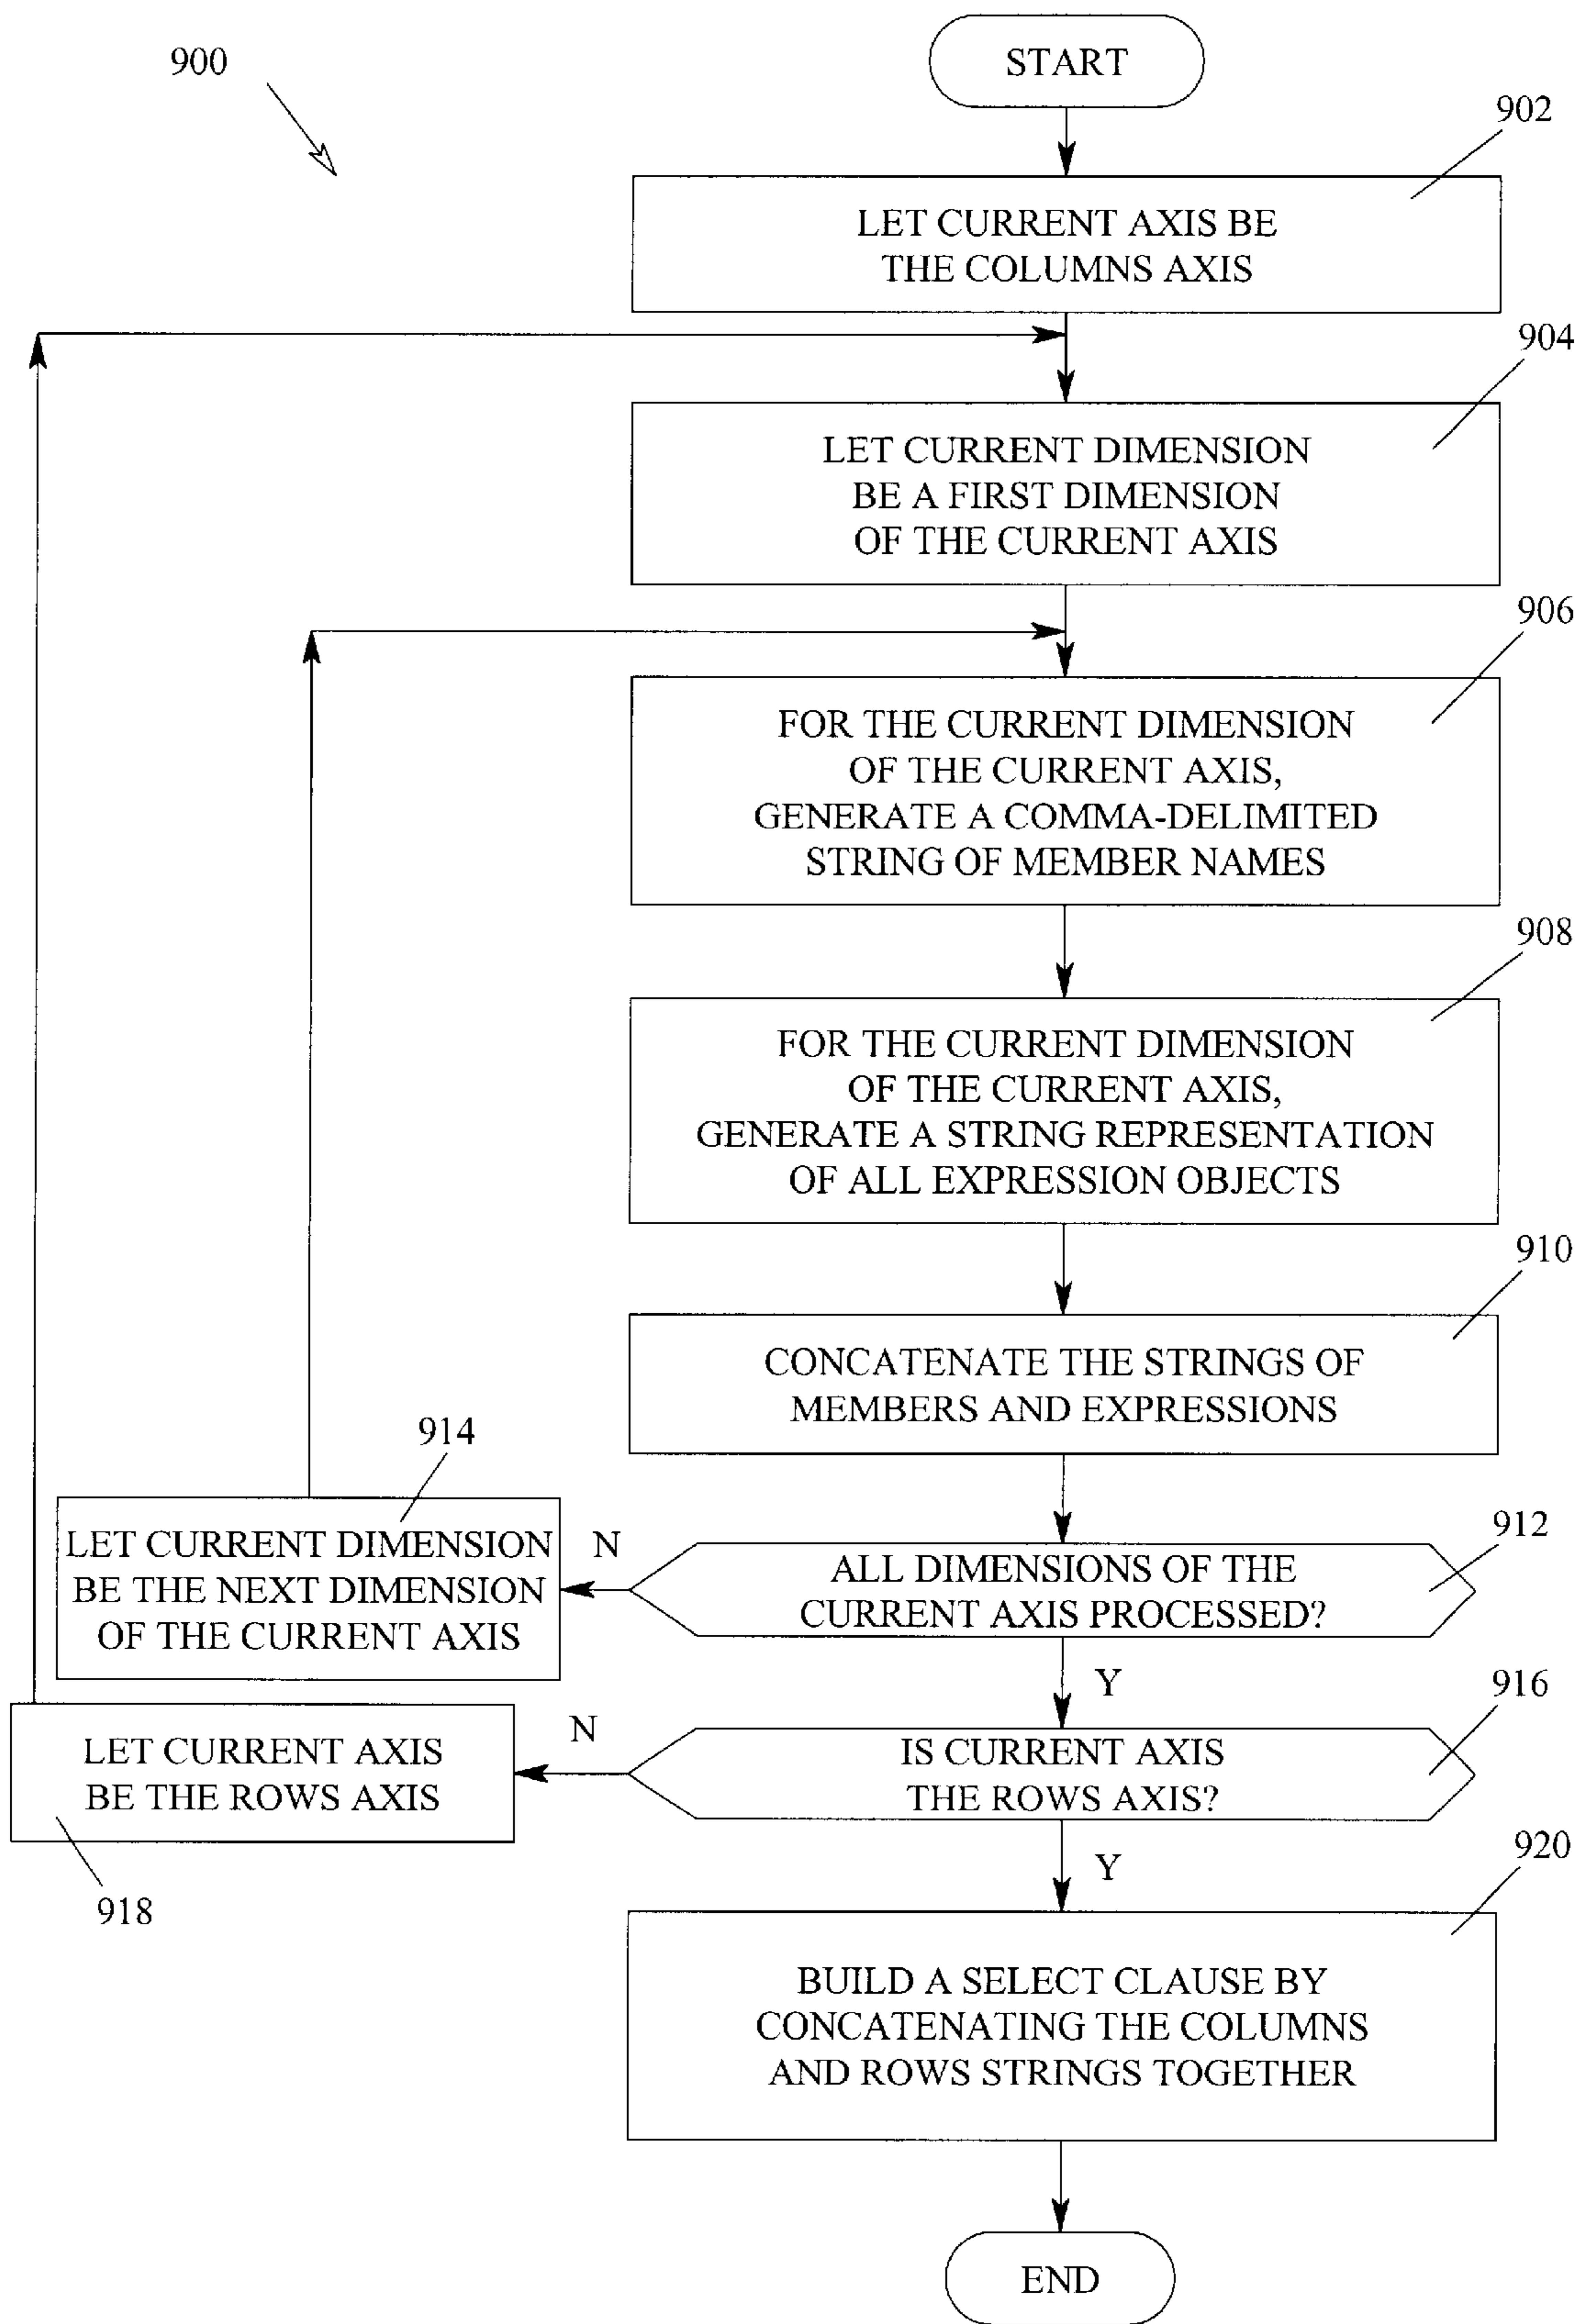 900
START
902
LET CURRENT AXIS BE
THE COLUMNS AXIS
904
LET CURRENT DIMENSION
BE A FIRST DIMENSION
OF THE CURRENT AXIS
906
FOR THE CURRENT DIMENSION
OF THE CURRENT AXIS,
GENERATE A COMMA-DELIMITED
STRING OF MEMBER NAMES
908
FOR THE CURRENT DIMENSION
OF THE CURRENT AXIS,
GENERATE A STRING REPRESENTATION
OF ALL EXPRESSION OBJECTS
910
CONCATENATE THE STRINGS OF
MEMBERS AND EXPRESSIONS
912
ALL DIMENSIONS OF THE
CURRENT AXIS PROCESSED?
N
914
LET CURRENT DIMENSION
BE THE NEXT DIMENSION
OF THE CURRENT AXIS
Y
916
IS CURRENT AXIS
THE ROWS AXIS?
N
LET CURRENT AXIS
BE THE ROWS AXIS
918
Y
920
BUILD A SELECT CLAUSE BY
CONCATENATING THE COLUMNS
AND ROWS STRINGS TOGETHER
END